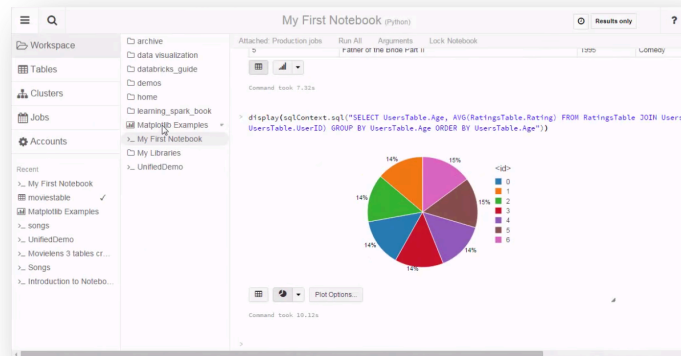 My First Notebook (Python)
Results only
?
Workspace
Tables
Clusters
Jobs
Accounts
Recent
>_ My First Notebook
moviestable ✓
Matplotlib Examples
>_ songs
>_ UnifiedDemo
>_ Movielens 3 tables cr...
>_ Songs
>_ Introduction to Notebo...
archive
data visualization
databricks_guide
demos
home
learning_spark_book
Matplotlib Examples
>_ My First Notebook
My Libraries
>_ UnifiedDemo
Attached: Production jobs Run All Arguments Lock Notebook
5 Father of the Bride Part II 1995 Comedy
Command took 7.32s
> display(sqlContext.sql("SELECT UsersTable.Age, AVG(RatingsTable.Rating) FROM RatingsTable JOIN Users
UsersTable.UserID) GROUP BY UsersTable.Age ORDER BY UsersTable.Age"))
14%
15%
14%
15%
14%
14%
14%
<id>
0
1
2
3
4
5
6
Plot Options...
Command took 10.12s
>